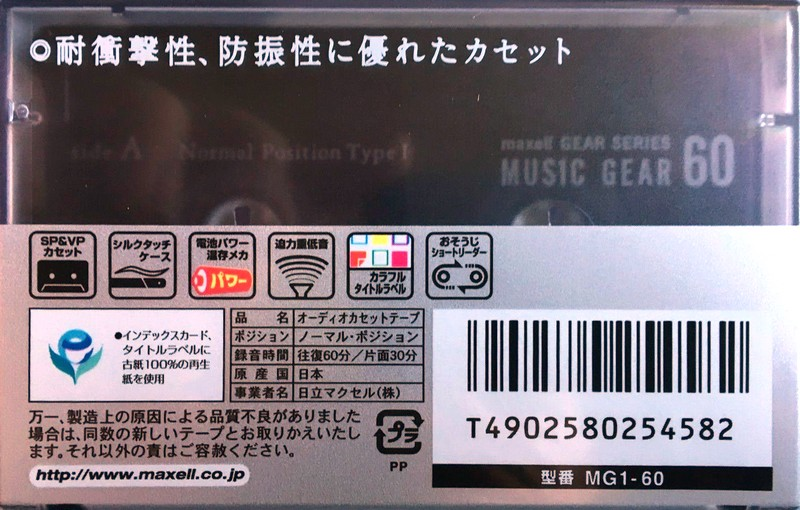 ◎耐衝撃性、防振性に優れたカセット
side A Normal Position Type I
maxell GEAR SERIES
MUSIC GEAR 60
SP&VP
カセット
シルクタッチ
ケース
電池パワー
温存メカ
パワー
迫力重低音
カラフル
タイトルラベル
おそうじ
ショートリーダー
●インデックスカード、
タイトルラベルに
古紙100%の再生
紙を使用
品名 オーディオカセットテープ
ポジション ノーマル・ポジション
録音時間 往復60分/片面30分
原産国 日本
事業者名 日立マクセル(株)
万一、製造上の原因による品質不良がありました
場合は、同数の新しいテープとお取りかえいたし
ます。それ以外の責はご容赦ください。
http://www.maxell.co.jp
プラ
PP
T4902580254582
型番 MG1-60